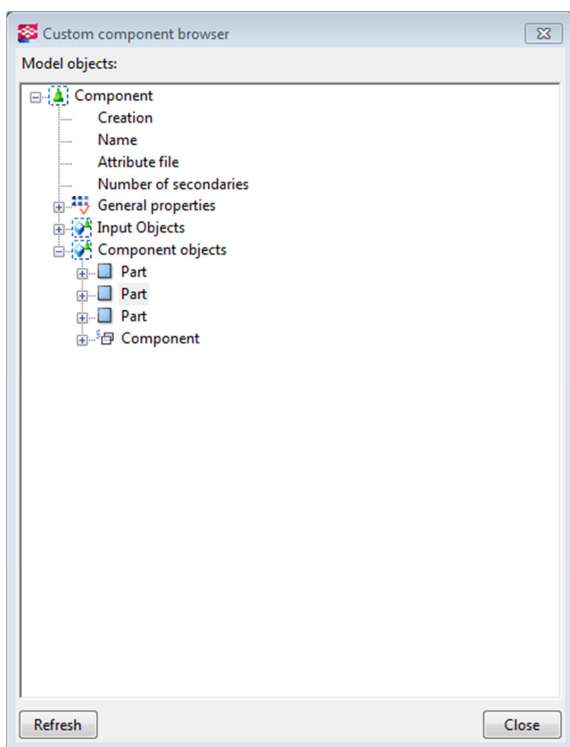 Custom component browser
Model objects:
Component
Creation
Name
Attribute file
Number of secondaries
General properties
Input Objects
Component objects
Part
Part
Part
Component
Refresh Close